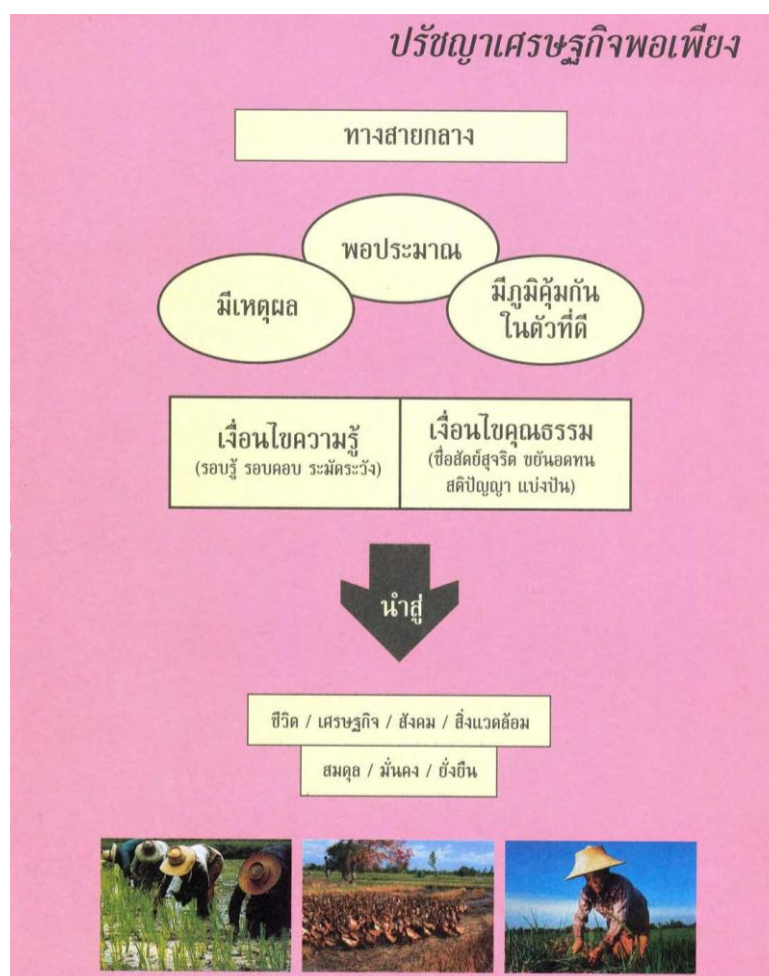 ปรัชญาเศรษฐกิจพอเพียง
ทางสายกลาง
พอประมาณ
มีเหตุผล
มีภูมิคุ้มกัน
ในตัวที่ดี
เงื่อนไขความรู้
(รอบรู้ รอบคอบ ระมัดระวัง)
เงื่อนไขคุณธรรม
(ซื่อสัตย์สุจริต ขยันอดทน
สติปัญญา แบ่งปัน)
นำสู่
ชีวิต / เศรษฐกิจ / สังคม / สิ่งแวดล้อม
สมดุล / มั่นคง / ยั่งยืน